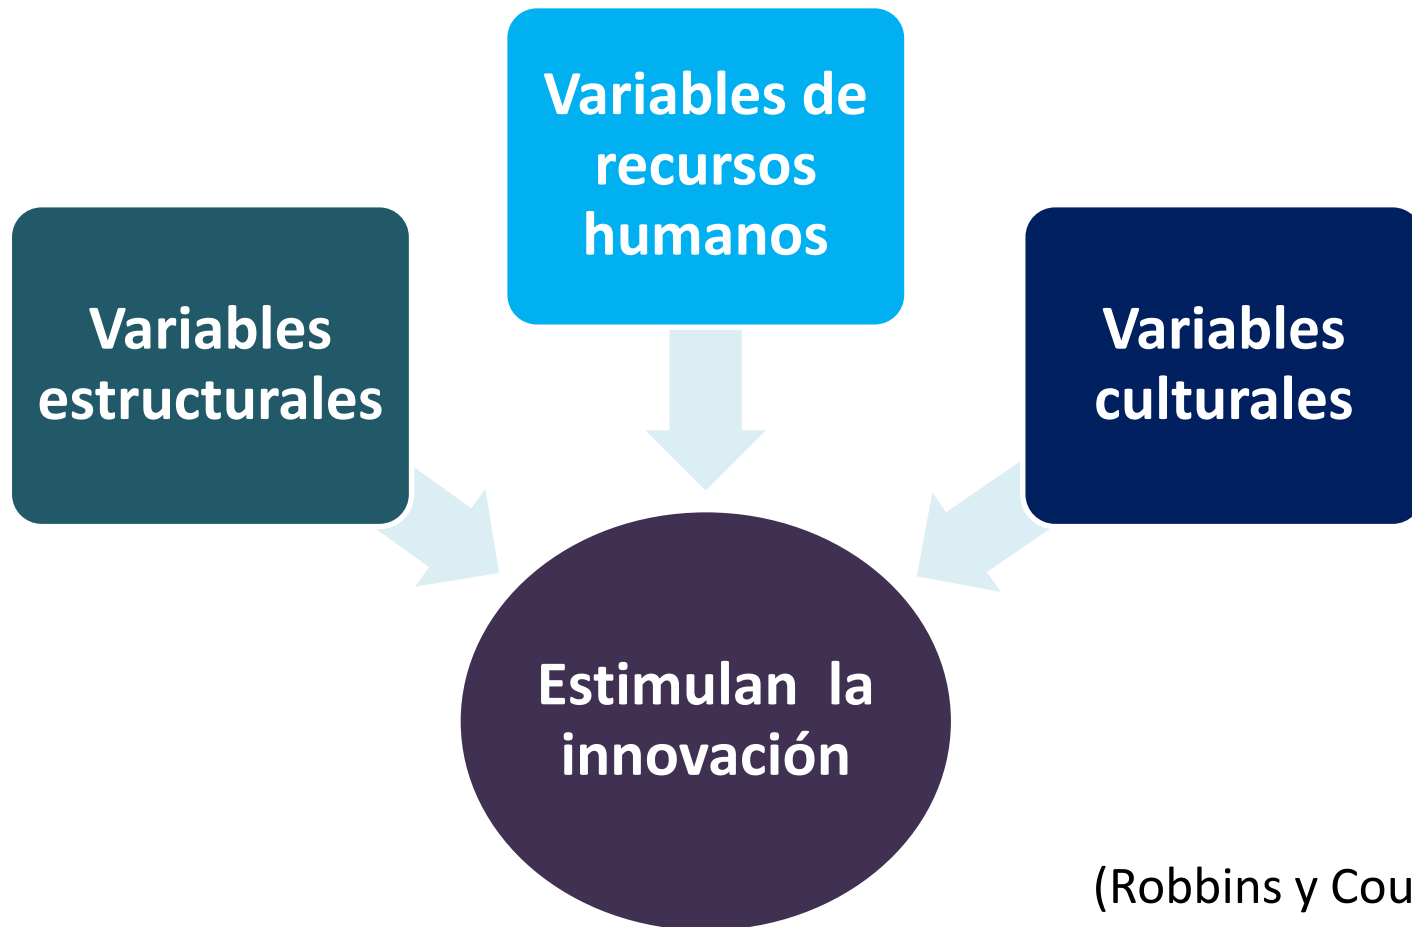 Variables de
recursos
humanos
Variables
estructurales
Variables
culturales
Estimulan  la
innovación
(Robbins y Cou